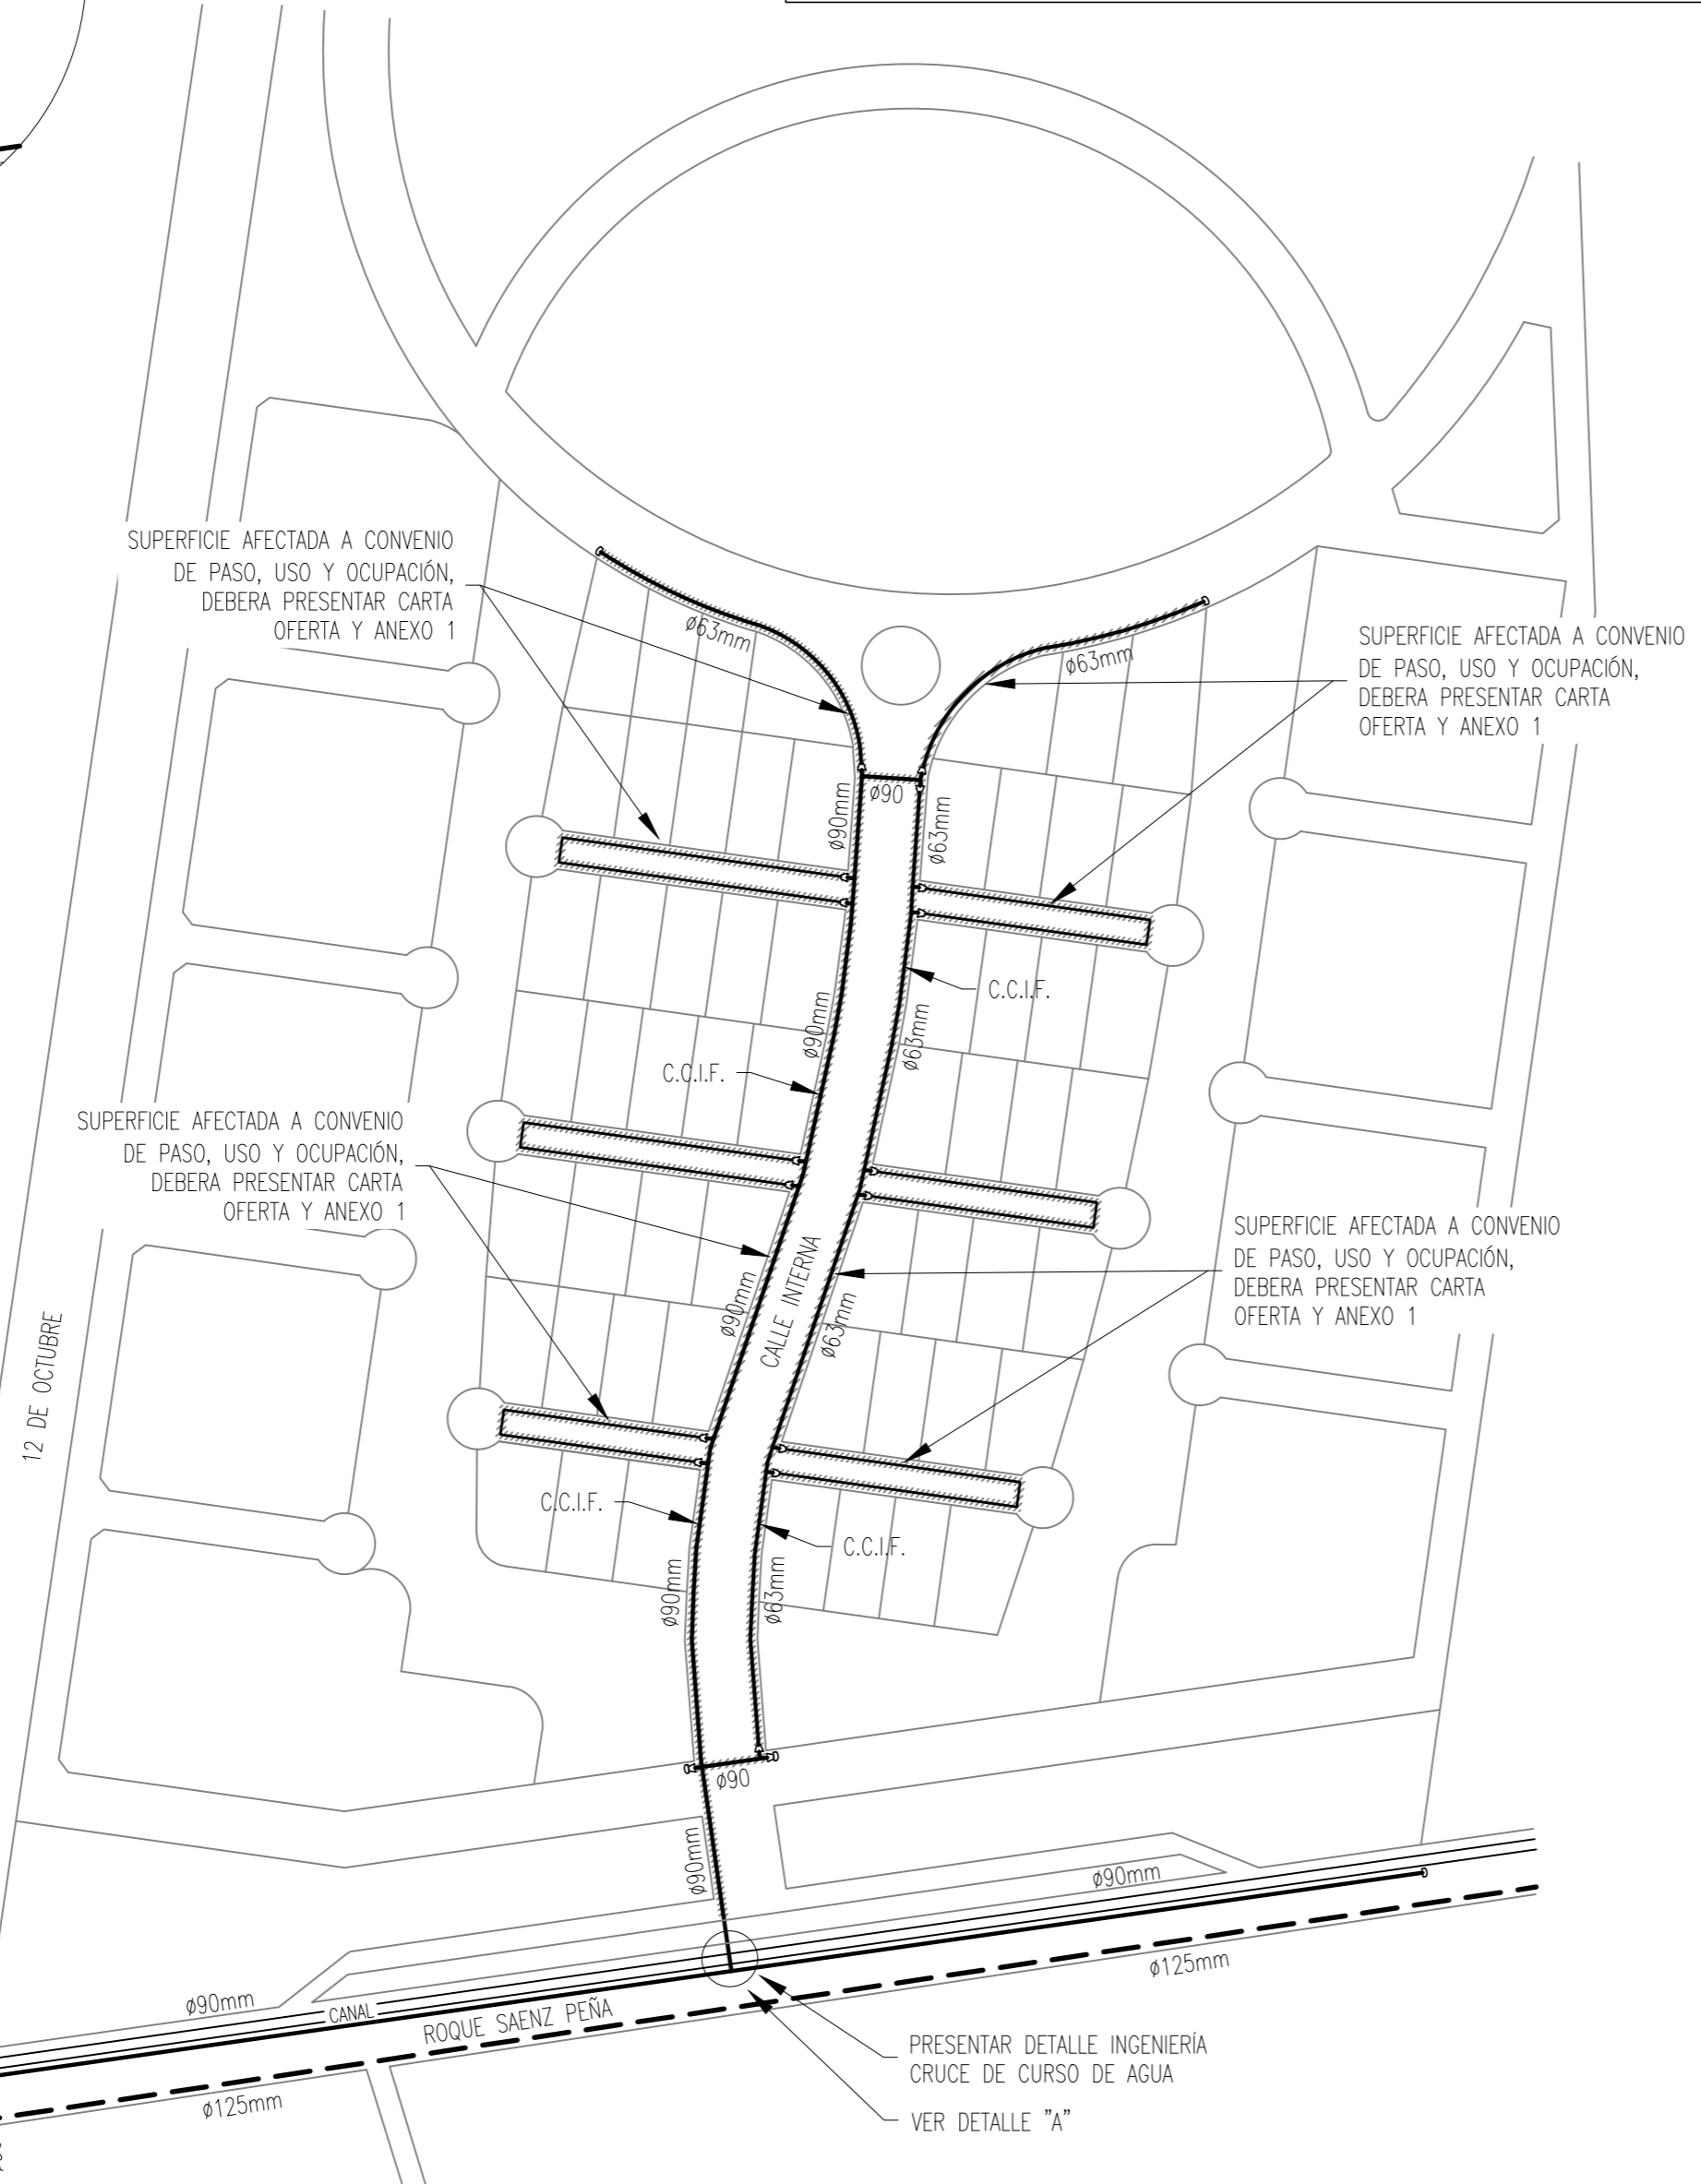 SUPERFICIE AFECTADA A CONVENIO
DE PASO, USO Y OCUPACIÓN,
DEBERA PRESENTAR CARTA
OFERTA Y ANEXO 1
ø63mm
ø63mm
SUPERFICIE AFECTADA A CONVENIO
DE PASO, USO Y OCUPACIÓN,
DEBERA PRESENTAR CARTA
OFERTA Y ANEXO 1
ø90
ø90mm
ø63mm
C.C.I.F.
ø90mm
ø63mm
C.C.I.F.
SUPERFICIE AFECTADA A CONVENIO
DE PASO, USO Y OCUPACIÓN,
DEBERA PRESENTAR CARTA
OFERTA Y ANEXO 1
SUPERFICIE AFECTADA A CONVENIO
DE PASO, USO Y OCUPACIÓN,
DEBERA PRESENTAR CARTA
OFERTA Y ANEXO 1
ø90mm
CALLE INTERNA
ø63mm
12 DE OCTUBRE
C.C.I.F.
C.C.I.F.
ø90mm
ø63mm
ø90
ø90mm
ø90mm
ø90mm
CANAL
ROQUE SAENZ PEÑA
ø125mm
ø125mm
PRESENTAR DETALLE INGENIERÍA
CRUCE DE CURSO DE AGUA
VER DETALLE "A"